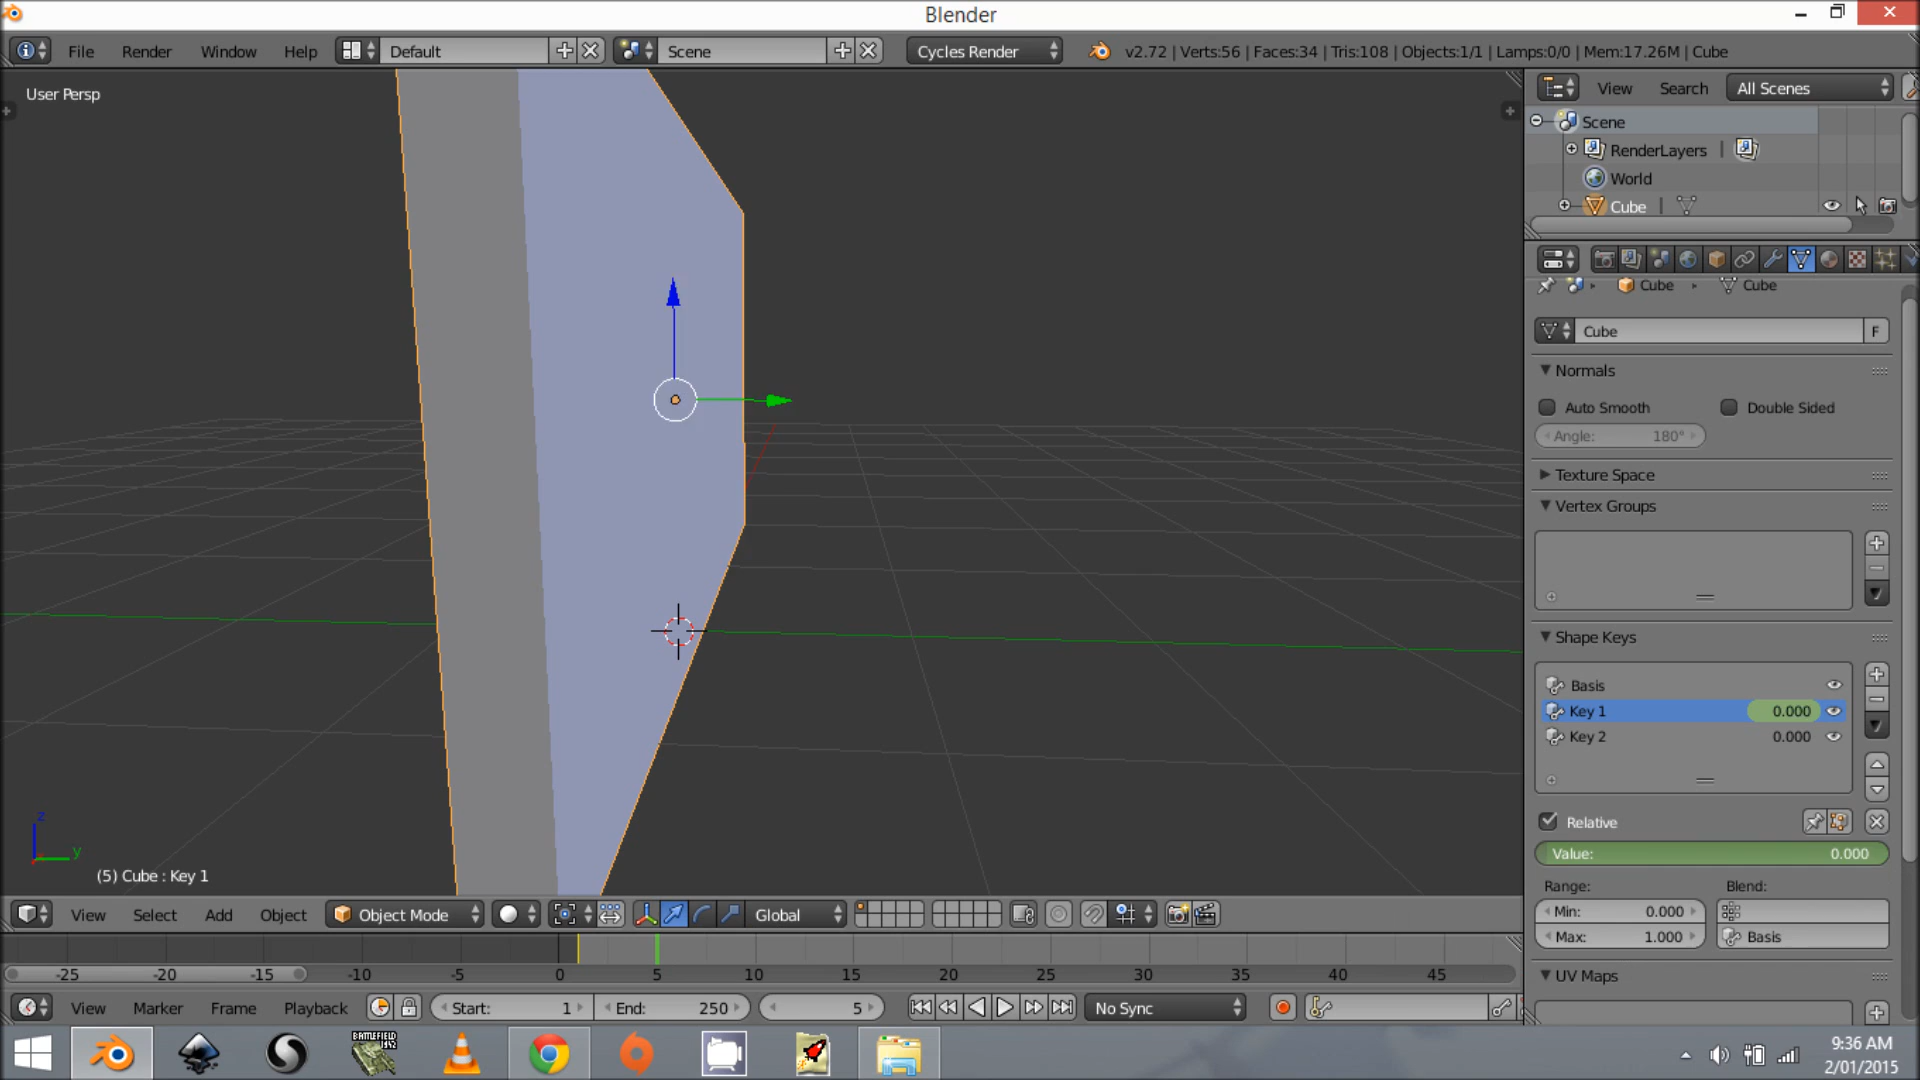 Blender
File Render Window Help Default Scene Cycles Render v2.72 | Verts:56 | Faces:34 | Tris:108 | Objects:1/1 | Lamps:0/0 | Mem:17.26M | Cube
User Persp
View Search All Scenes
Scene
RenderLayers |
World
Cube |
Cube Cube
Cube F
Normals
Auto Smooth Double Sided
Angle: 180°
Texture Space
Vertex Groups
Shape Keys
Basis
Key 1 0.000
Key 2 0.000
Relative
Value: 0.000
Range: Blend:
Min: 0.000
Max: 1.000 Basis
UV Maps
z
y
(5) Cube : Key 1
View Select Add Object Object Mode Global
-25 -20 -15 -10 -5 0 5 10 15 20 25 30 35 40 45
View Marker Frame Playback Start: 1 End: 250 5 No Sync
BATTLEFIELD
1942
9:36 AM
2/01/2015